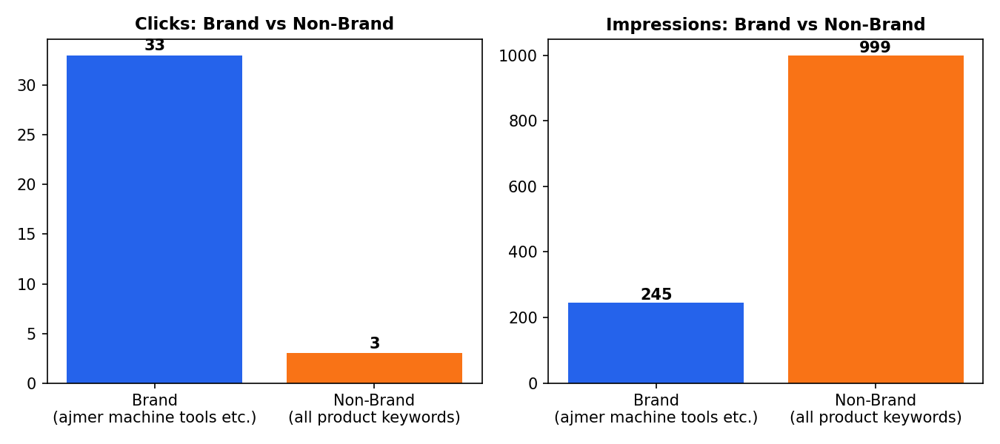 Clicks: Brand vs Non-Brand
33
30
25
20
15
10
5
0
3
Brand
(ajmer machine tools etc.)
Non-Brand
(all product keywords)
Impressions: Brand vs Non-Brand
999
1000
800
600
400
200
0
245
Brand
(ajmer machine tools etc.)
Non-Brand
(all product keywords)